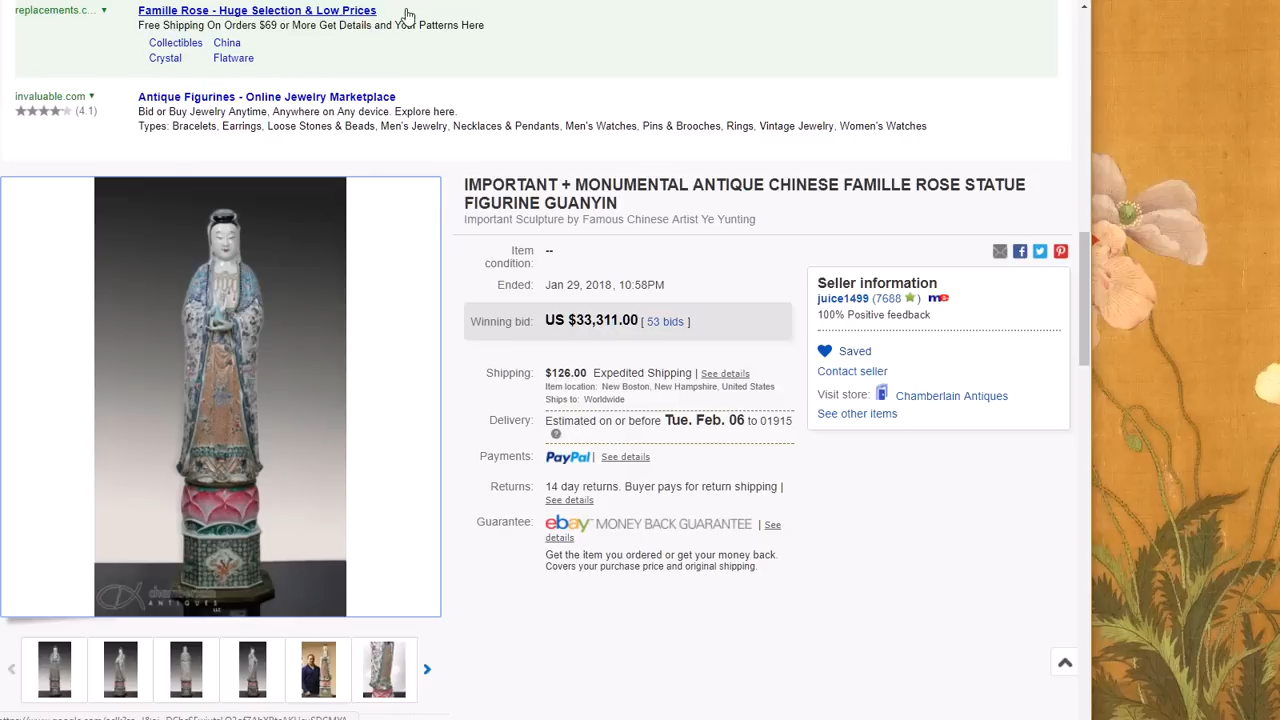 replacements.c... ▼
Famille Rose - Huge Selection & Low Prices
Free Shipping On Orders $69 or More Get Details and Your Patterns Here
Collectibles China
Crystal Flatware
invaluable.com ▼
Antique Figurines - Online Jewelry Marketplace
(4.1)
Bid or Buy Jewelry Anytime, Anywhere on Any device. Explore here.
Types: Bracelets, Earrings, Loose Stones & Beads, Men's Jewelry, Necklaces & Pendants, Men's Watches, Pins & Brooches, Rings, Vintage Jewelry, Women's Watches
IMPORTANT + MONUMENTAL ANTIQUE CHINESE FAMILLE ROSE STATUE
FIGURINE GUANYIN
Important Sculpture by Famous Chinese Artist Ye Yunting
Item
condition:
--
Ended: Jan 29, 2018, 10:58PM
Winning bid: US $33,311.00 [ 53 bids ]
Shipping: $126.00 Expedited Shipping | See details
Item location: New Boston, New Hampshire, United States
Ships to: Worldwide
Delivery: Estimated on or before Tue. Feb. 06 to 01915
Payments: PayPal | See details
Returns: 14 day returns. Buyer pays for return shipping |
See details
Guarantee: ebay MONEY BACK GUARANTEE | See
details
Get the item you ordered or get your money back.
Covers your purchase price and original shipping.
Seller information
juice1499 (7688 ) me
100% Positive feedback
Saved
Contact seller
Visit store: Chamberlain Antiques
See other items
ANTIQUES
LLC